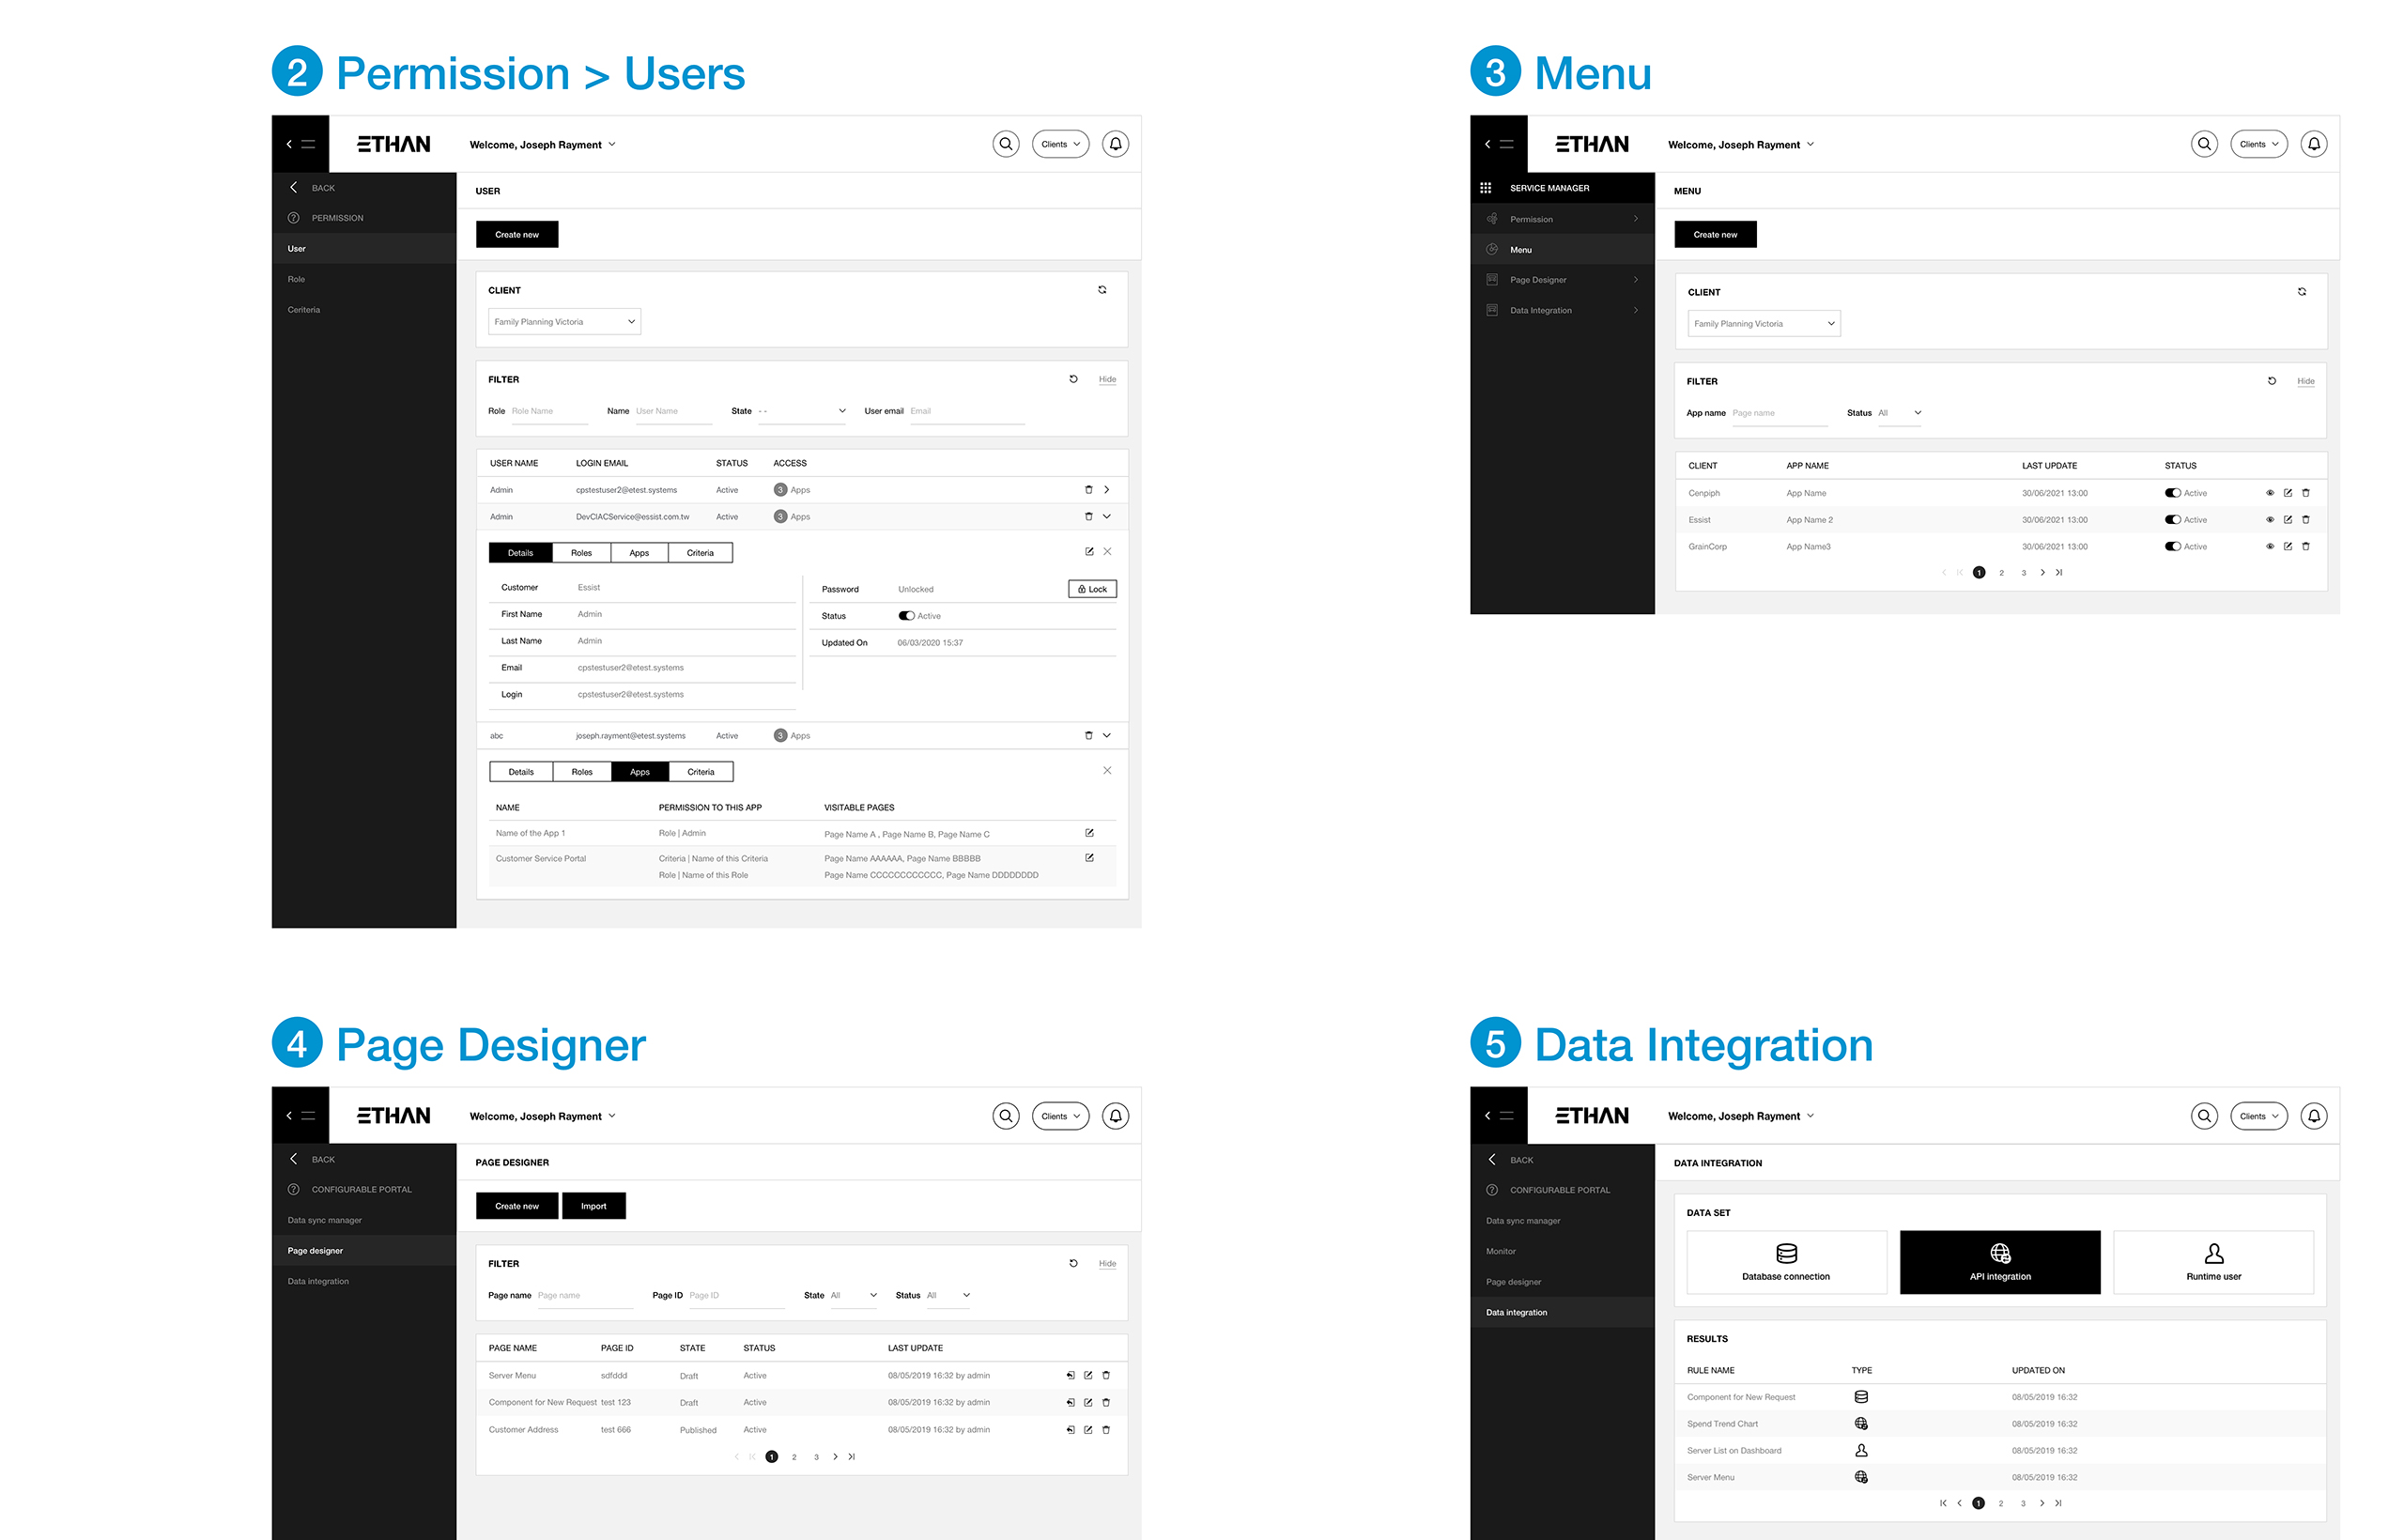 2 Permission > Users
ETHAN
Welcome, Joseph Rayment
Clients
BACK
PERMISSION
User
Role
Ceriteria
USER
Create new
CLIENT
Family Planning Victoria
FILTER
Hide
Role Role Name Name User Name State - - User email Email
USER NAME LOGIN EMAIL STATUS ACCESS
Admin cpstestuser2@etest.systems Active 3 Apps
Admin DevCIACService@essist.com.tw Active 3 Apps
Details Roles Apps Criteria
Customer Essist
First Name Admin
Last Name Admin
Email cpstestuser2@etest.systems
Login cpstestuser2@etest.systems
Password Unlocked Lock
Status Active
Updated On 06/03/2020 15:37
abc joseph.rayment@etest.systems Active 3 Apps
Details Roles Apps Criteria
NAME PERMISSION TO THIS APP VISITABLE PAGES
Name of the App 1 Role | Admin Page Name A , Page Name B, Page Name C
Customer Service Portal Criteria | Name of this Criteria Page Name AAAAAA, Page Name BBBBB
Role | Name of this Role Page Name CCCCCCCCCCCC, Page Name DDDDDDDD
3 Menu
ETHAN
Welcome, Joseph Rayment
Clients
SERVICE MANAGER
Permission
Menu
Page Designer
Data Integration
MENU
Create new
CLIENT
Family Planning Victoria
FILTER
Hide
App name Page name Status All
CLIENT APP NAME LAST UPDATE STATUS
Cenpiph App Name 30/06/2021 13:00 Active
Essist App Name 2 30/06/2021 13:00 Active
GrainCorp App Name3 30/06/2021 13:00 Active
1 2 3
4 Page Designer
ETHAN
Welcome, Joseph Rayment
Clients
BACK
CONFIGURABLE PORTAL
Data sync manager
Page designer
Data integration
PAGE DESIGNER
Create new Import
FILTER
Hide
Page name Page name Page ID Page ID State All Status All
PAGE NAME PAGE ID STATE STATUS LAST UPDATE
Server Menu sdfddd Draft Active 08/05/2019 16:32 by admin
Component for New Request test 123 Draft Active 08/05/2019 16:32 by admin
Customer Address test 666 Published Active 08/05/2019 16:32 by admin
1 2 3
5 Data Integration
ETHAN
Welcome, Joseph Rayment
Clients
BACK
CONFIGURABLE PORTAL
Data sync manager
Monitor
Page designer
Data integration
DATA INTEGRATION
DATA SET
Database connection API integration Runtime user
RESULTS
RULE NAME TYPE UPDATED ON
Component for New Request 08/05/2019 16:32
Spend Trend Chart 08/05/2019 16:32
Server List on Dashboard 08/05/2019 16:32
Server Menu 08/05/2019 16:32
1 2 3